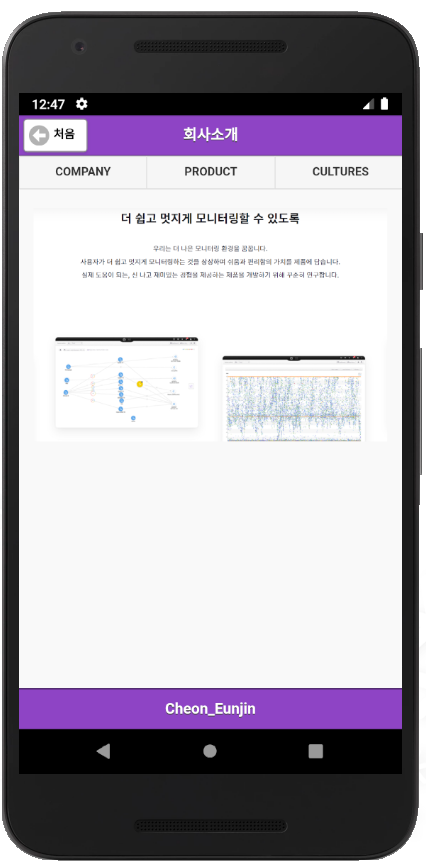 12:47
처음
회사소개
COMPANY
PRODUCT
CULTURES
더 쉽고 멋지게 모니터링할 수 있도록
우리는 더 나은 모니터링 환경을 꿈꿉니다.
사용자가 더 쉽고 멋지게 모니터링하는 것을 상상하며 쉬움과 편리함의 가치를 제품에 담습니다.
실제 도움이 되는, 신 나고 재미있는 경험을 제공하는 제품을 개발하기 위해 꾸준히 연구합니다.
Cheon_Eunjin